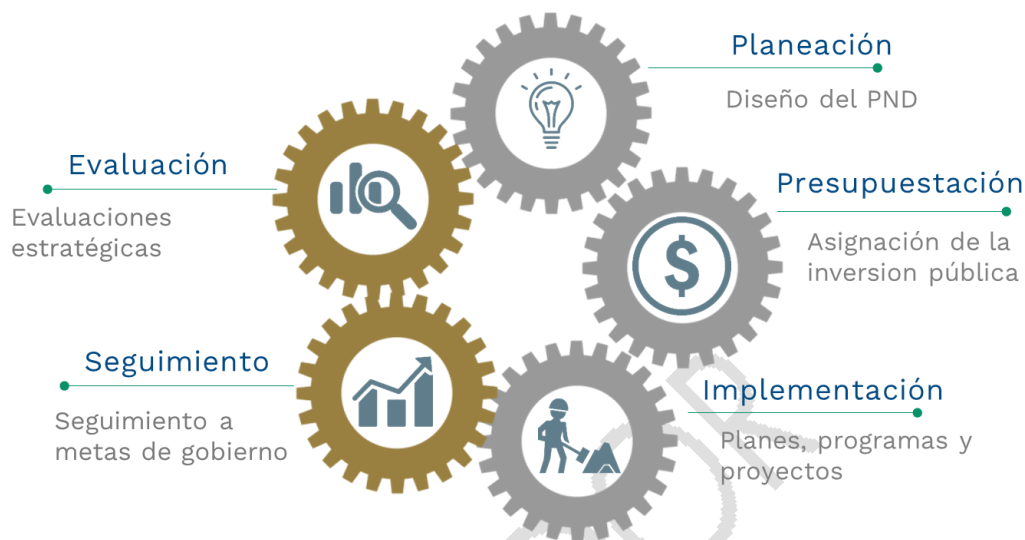 Planeación
Diseño del PND
Presupuestación
Asignación de la
inversion pública
Implementación
Planes, programas y
proyectos
Seguimiento
Seguimiento a
metas de gobierno
Evaluación
Evaluaciones
estratégicas
$